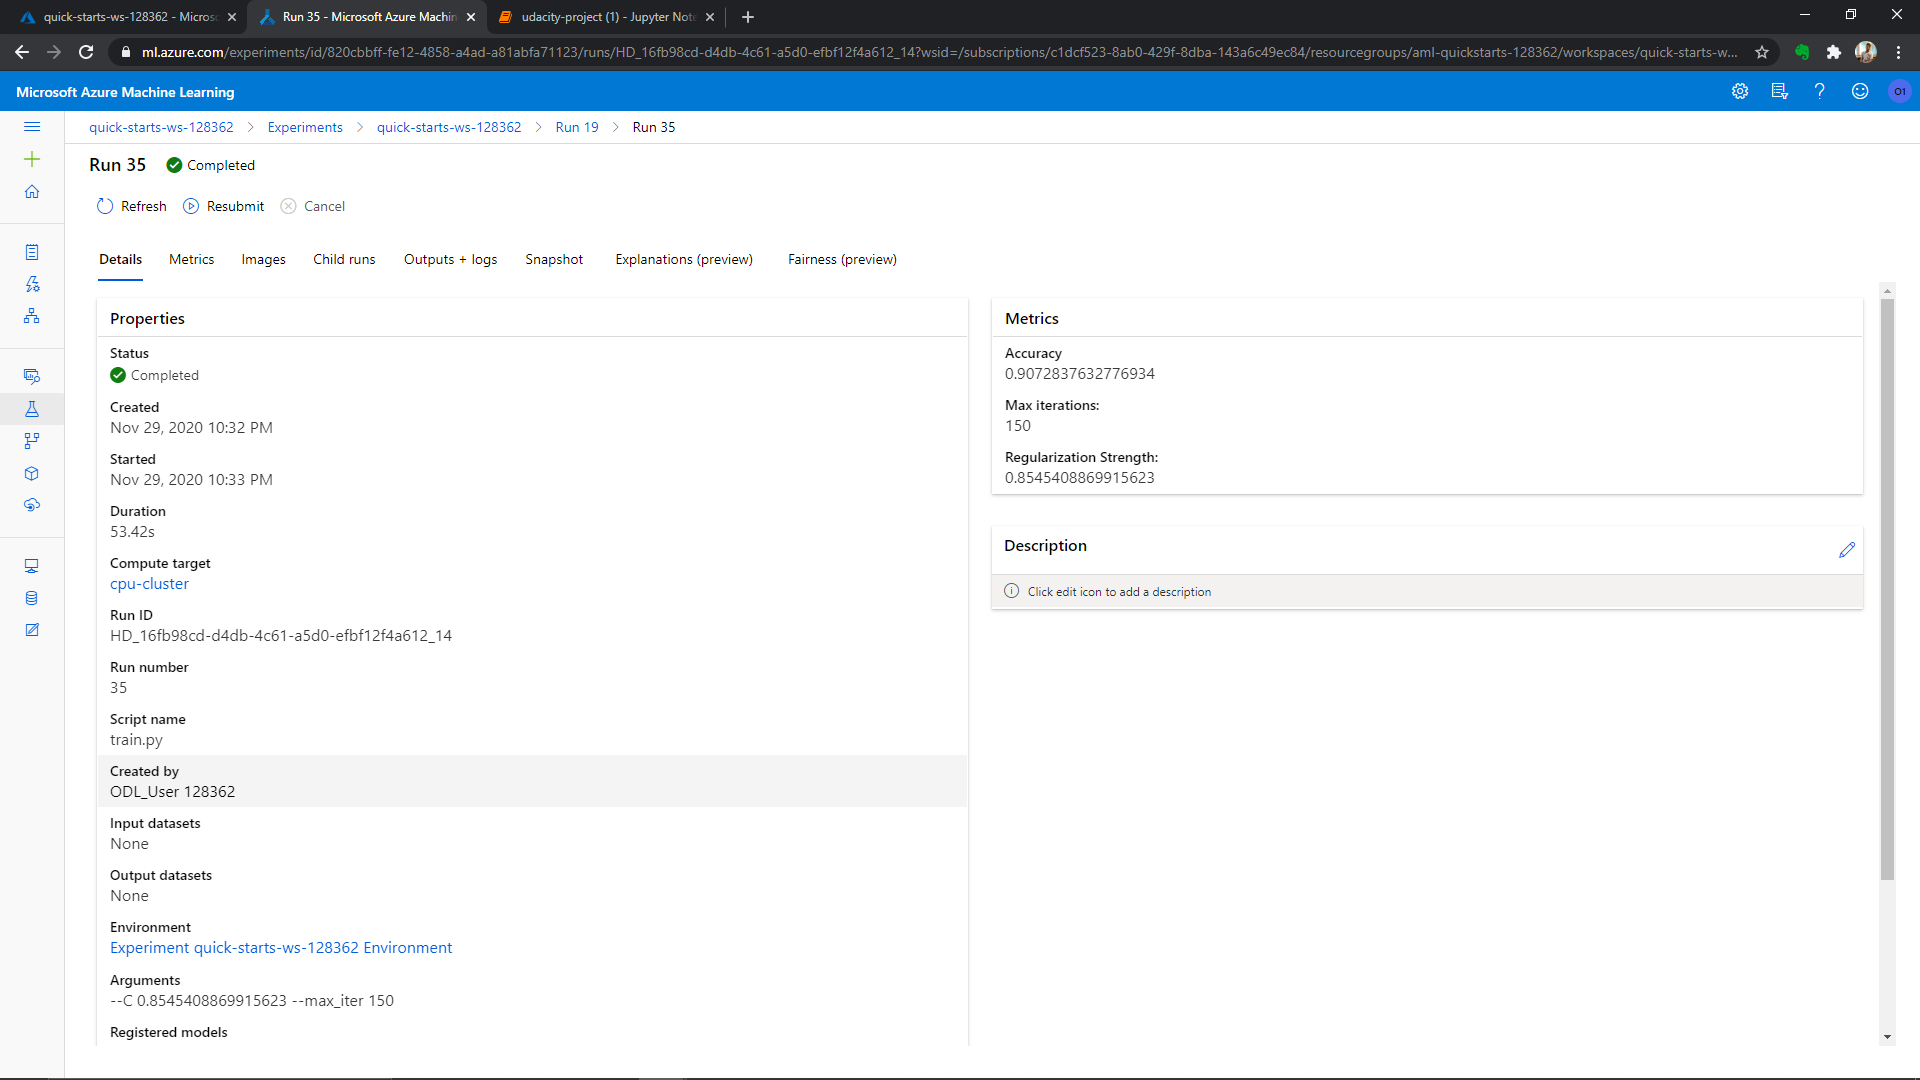 quick-starts-ws-128362 - Micros
Run 35 - Microsoft Azure Machin
udacity-project (1) - Jupyter Not
ml.azure.com/experiments/id/820cbbff-fe12-4858-a4ad-a81abfa71123/runs/HD_16fb98cd-d4db-4c61-a5d0-efbf12f4a612_14?wsid=/subscriptions/c1dcf523-8ab0-429f-8dba-143a6c49ec84/resourcegroups/aml-quickstarts-128362/workspaces/quick-starts-w...
Microsoft Azure Machine Learning
O1
quick-starts-ws-128362 > Experiments > quick-starts-ws-128362 > Run 19 > Run 35
Run 35 Completed
Refresh Resubmit Cancel
Details Metrics Images Child runs Outputs + logs Snapshot Explanations (preview) Fairness (preview)
Properties
Status
Completed
Created
Nov 29, 2020 10:32 PM
Started
Nov 29, 2020 10:33 PM
Duration
53.42s
Compute target
cpu-cluster
Run ID
HD_16fb98cd-d4db-4c61-a5d0-efbf12f4a612_14
Run number
35
Script name
train.py
Created by
ODL_User 128362
Input datasets
None
Output datasets
None
Environment
Experiment quick-starts-ws-128362 Environment
Arguments
--C 0.8545408869915623 --max_iter 150
Registered models
Metrics
Accuracy
0.9072837632776934
Max iterations:
150
Regularization Strength:
0.8545408869915623
Description
Click edit icon to add a description